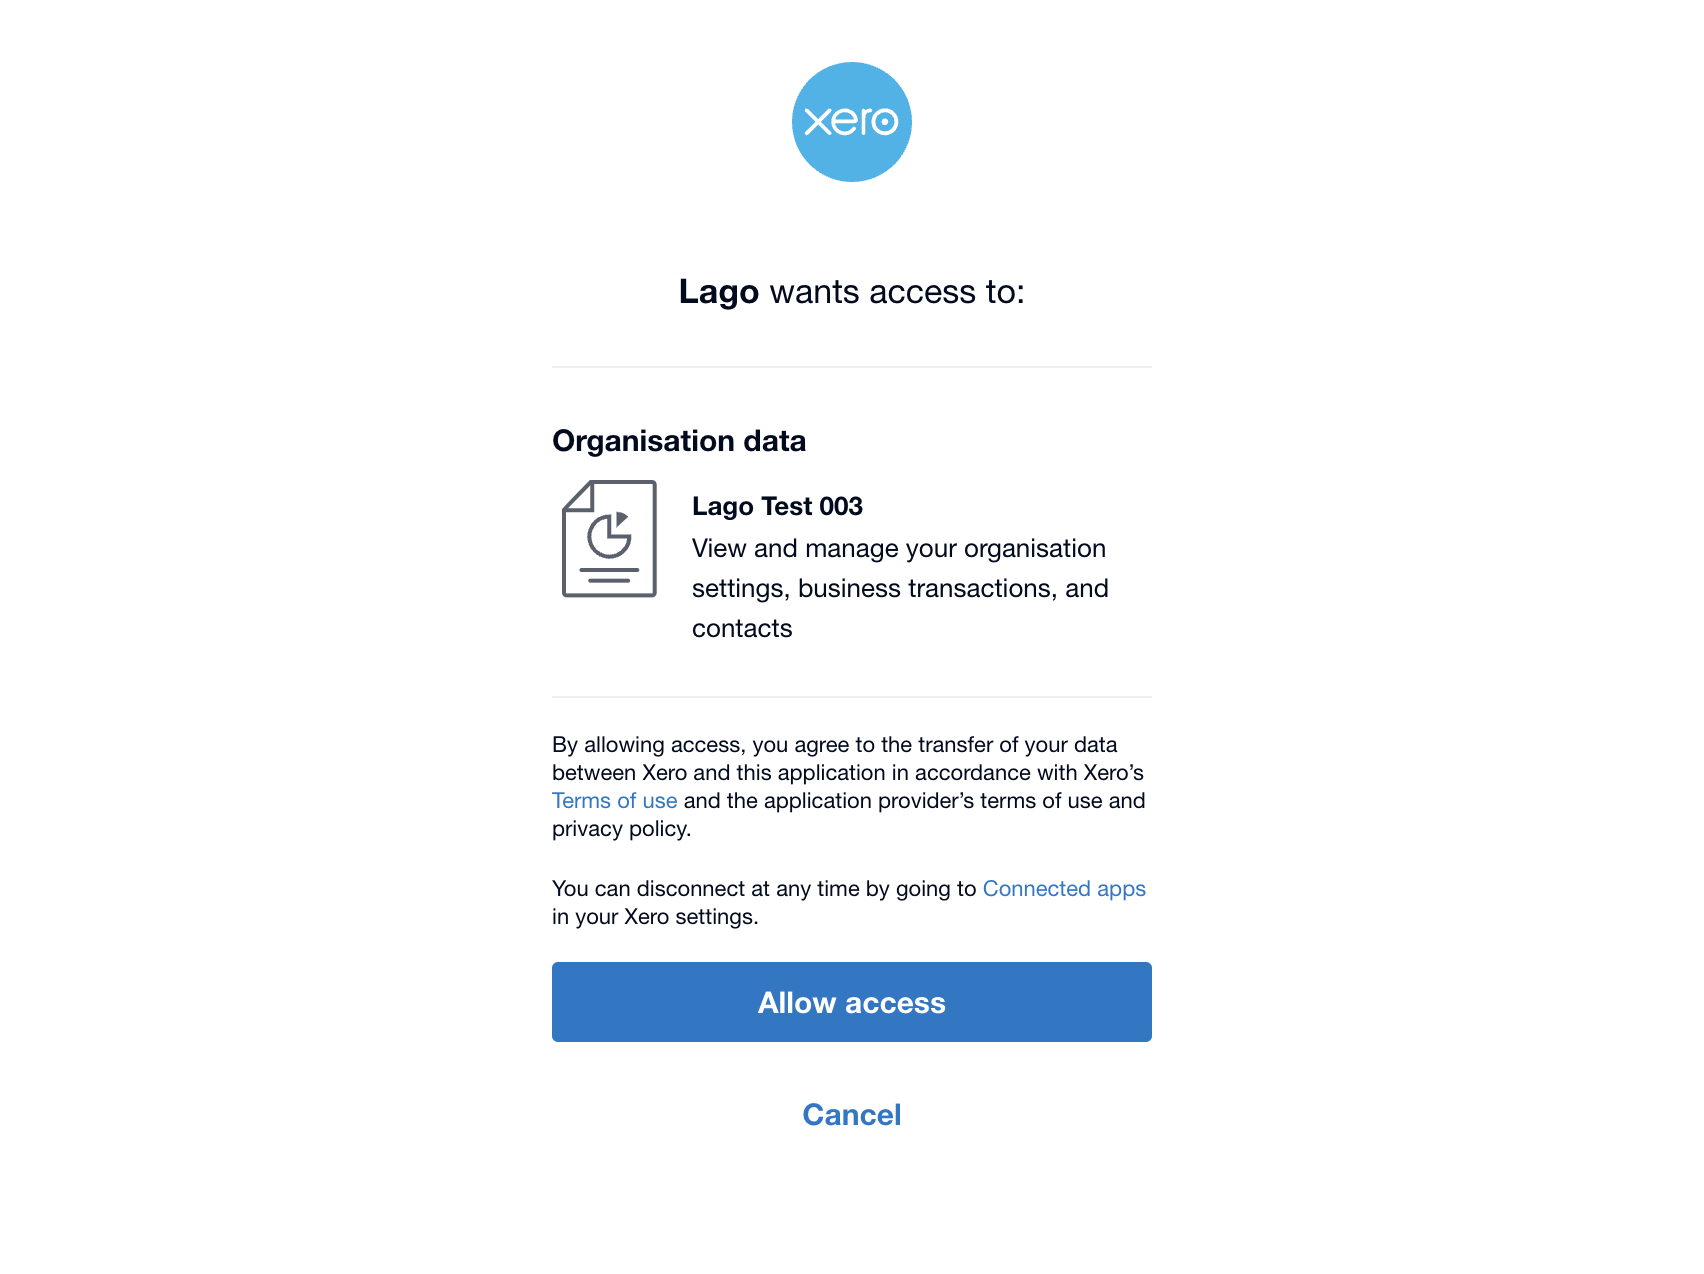 xero
Lago wants access to:
Organisation data
Lago Test 003
View and manage your organisation
settings, business transactions, and
contacts
By allowing access, you agree to the transfer of your data
between Xero and this application in accordance with Xero’s
Terms of use and the application provider’s terms of use and
privacy policy.
You can disconnect at any time by going to Connected apps
in your Xero settings.
Allow access
Cancel